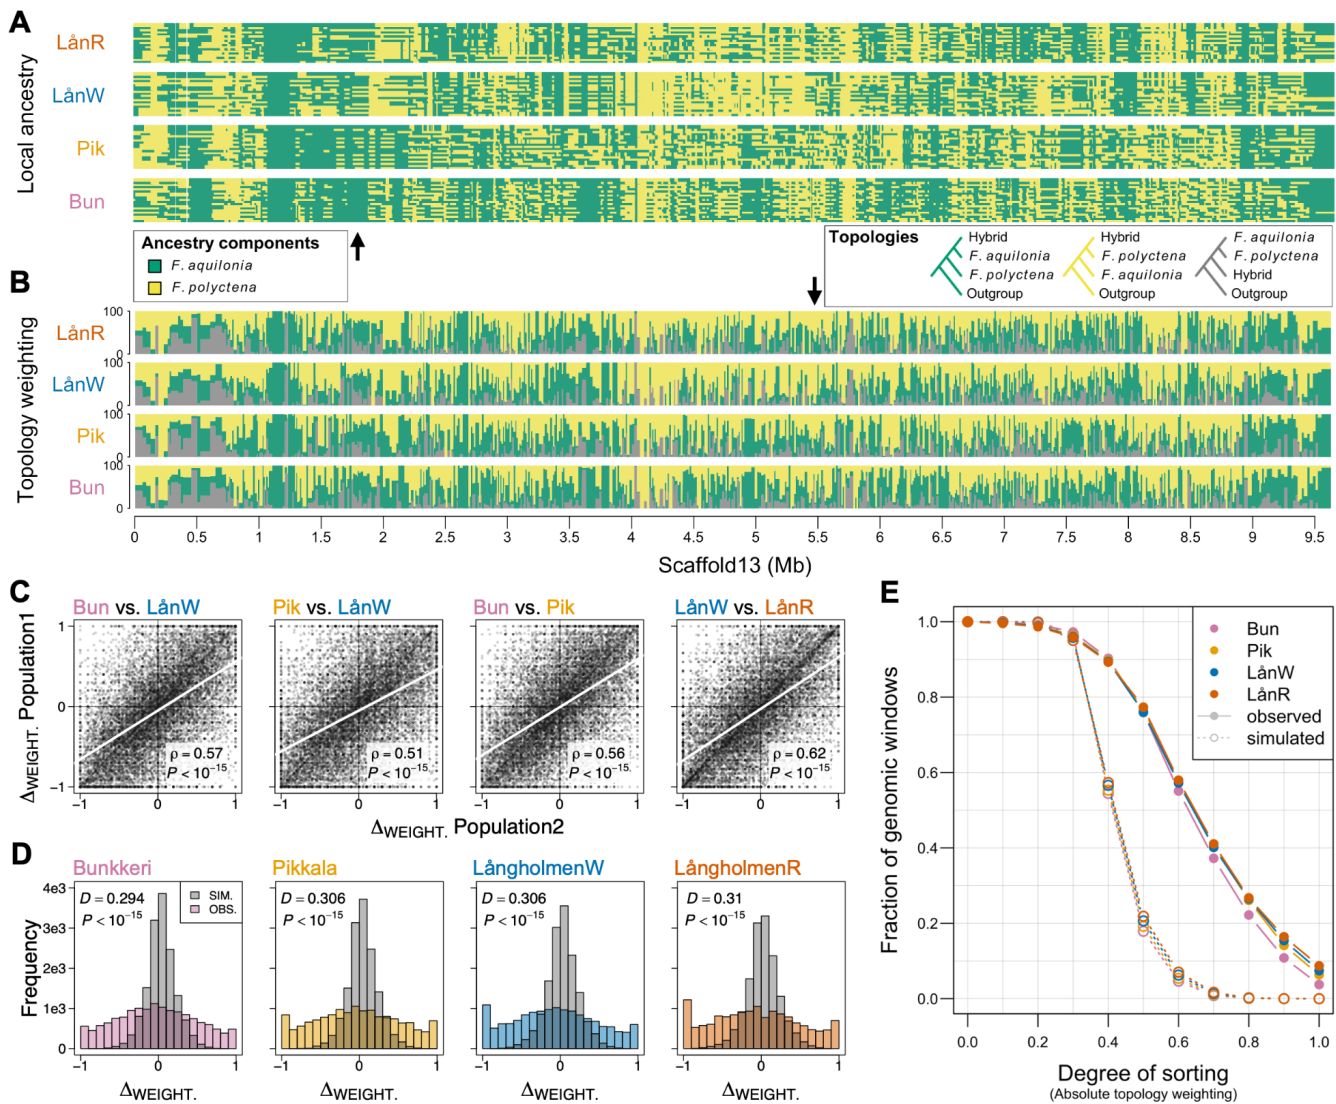 A
Local ancestry
LånR
LånW
Pik
Bun
Ancestry components
F. aquilonia
F. polyctena
Topologies
Hybrid
F. aquilonia
F. polyctena
Outgroup
Hybrid
F. polyctena
F. aquilonia
Outgroup
F. aquilonia
F. polyctena
Hybrid
Outgroup
B
Topology weighting
LånR
100
0
LånW
100
0
Pik
100
0
Bun
100
0
0 0.5 1 1.5 2 2.5 3 3.5 4 4.5 5 5.5 6 6.5 7 7.5 8 8.5 9 9.5
Scaffold13 (Mb)
C
Bun vs. LånW
Pik vs. LånW
Bun vs. Pik
LånW vs. LånR
ΔWEIGHT. Population1
1
0
−1
ρ = 0.57
P < 10−15
ρ = 0.51
P < 10−15
ρ = 0.56
P < 10−15
ρ = 0.62
P < 10−15
−1 0 1
−1 0 1
−1 0 1
−1 0 1
ΔWEIGHT. Population2
D
Bunkkeri
Pikkala
LångholmenW
LångholmenR
Frequency
4e3
3e3
2e3
1e3
0
D = 0.294
P < 10−15
SIM.
OBS.
D = 0.306
P < 10−15
D = 0.306
P < 10−15
D = 0.31
P < 10−15
−1 0 1
−1 0 1
−1 0 1
−1 0 1
ΔWEIGHT.
ΔWEIGHT.
ΔWEIGHT.
ΔWEIGHT.
E
Fraction of genomic windows
1.0
0.8
0.6
0.4
0.2
0.0
Bun
Pik
LånW
LånR
observed
simulated
0.0 0.2 0.4 0.6 0.8 1.0
Degree of sorting
(Absolute topology weighting)